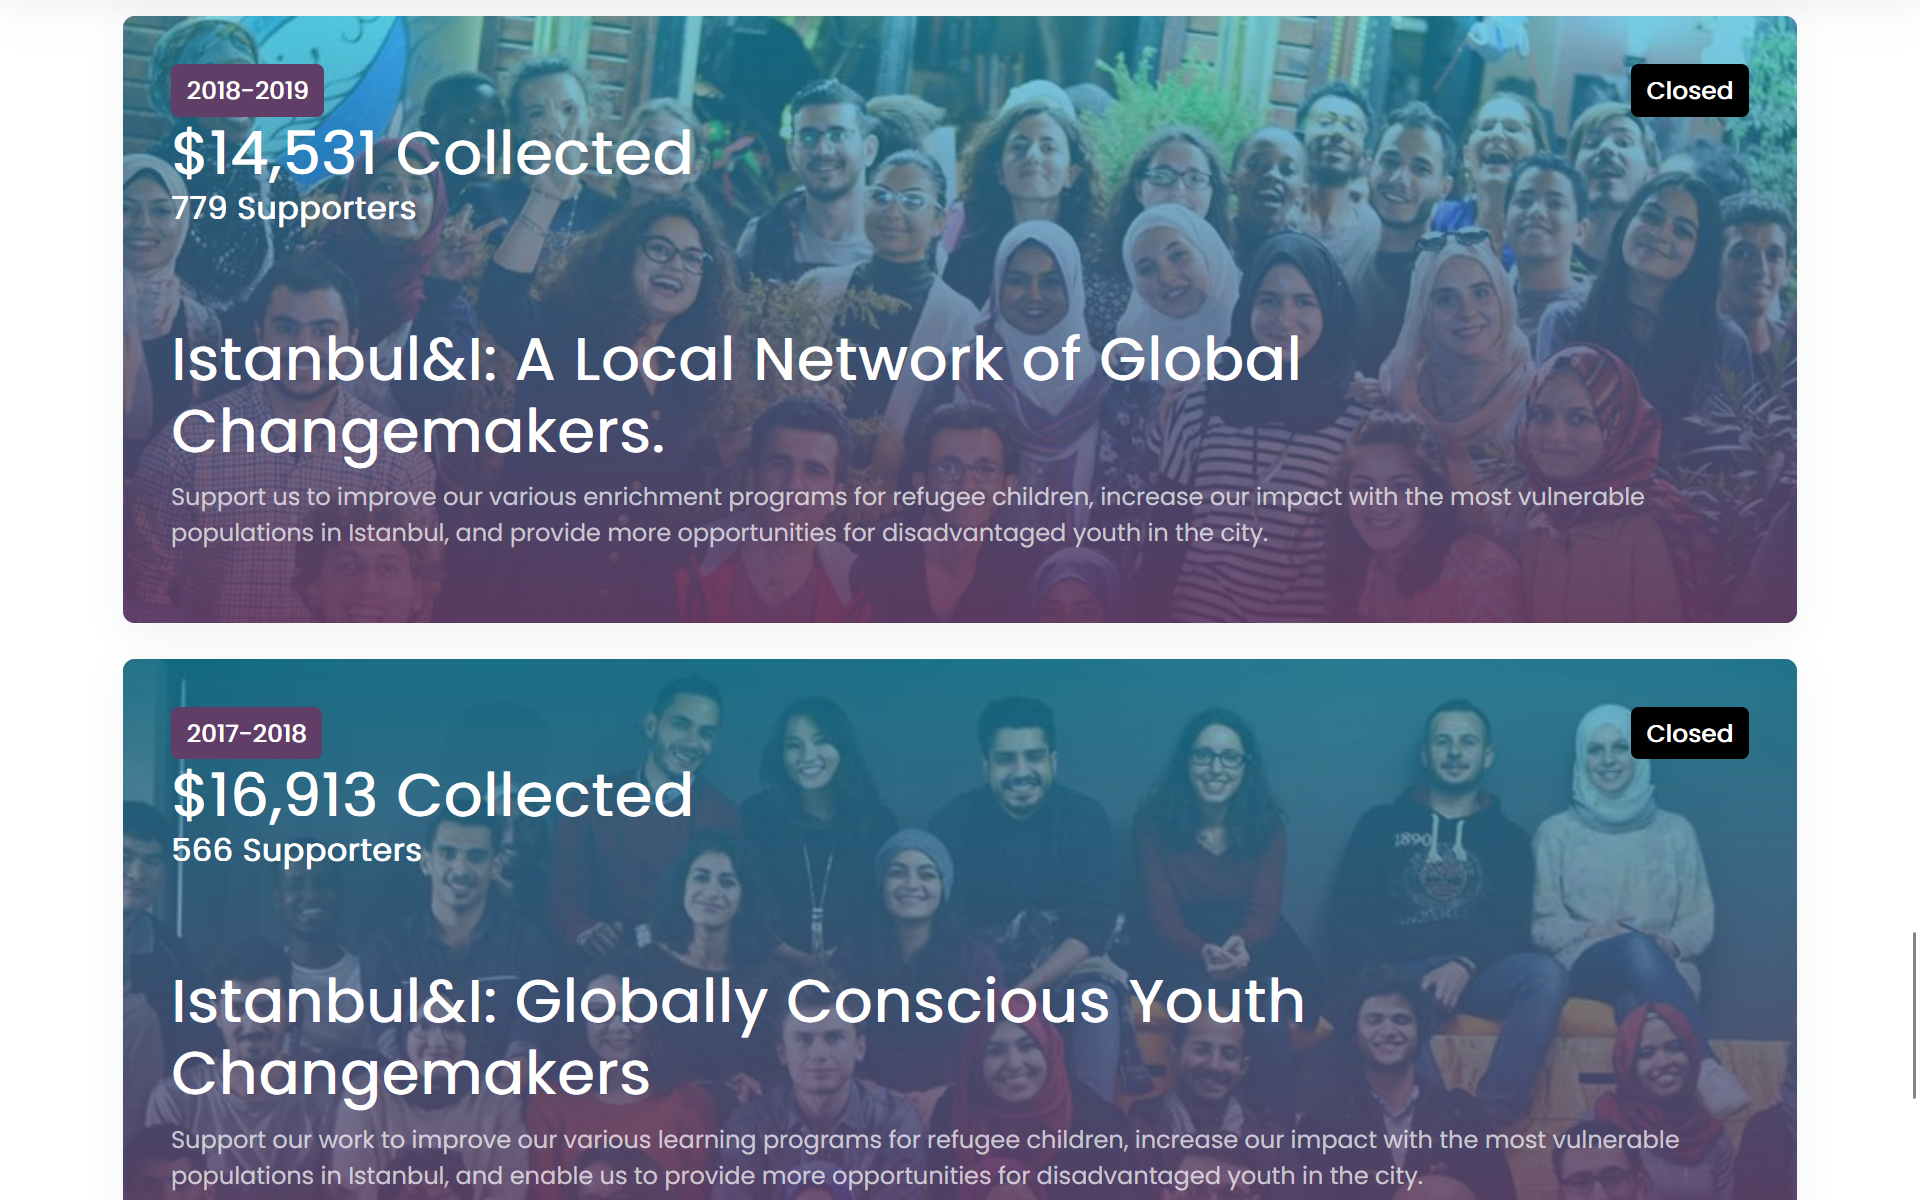 2018-2019
Closed
$14,531 Collected
779 Supporters
Istanbul&I: A Local Network of Global
Changemakers.
Support us to improve our various enrichment programs for refugee children, increase our impact with the most vulnerable
populations in Istanbul, and provide more opportunities for disadvantaged youth in the city.
2017-2018
Closed
$16,913 Collected
566 Supporters
1890
Istanbul&I: Globally Conscious Youth
Changemakers
Support our work to improve our various learning programs for refugee children, increase our impact with the most vulnerable
populations in Istanbul, and enable us to provide more opportunities for disadvantaged youth in the city.